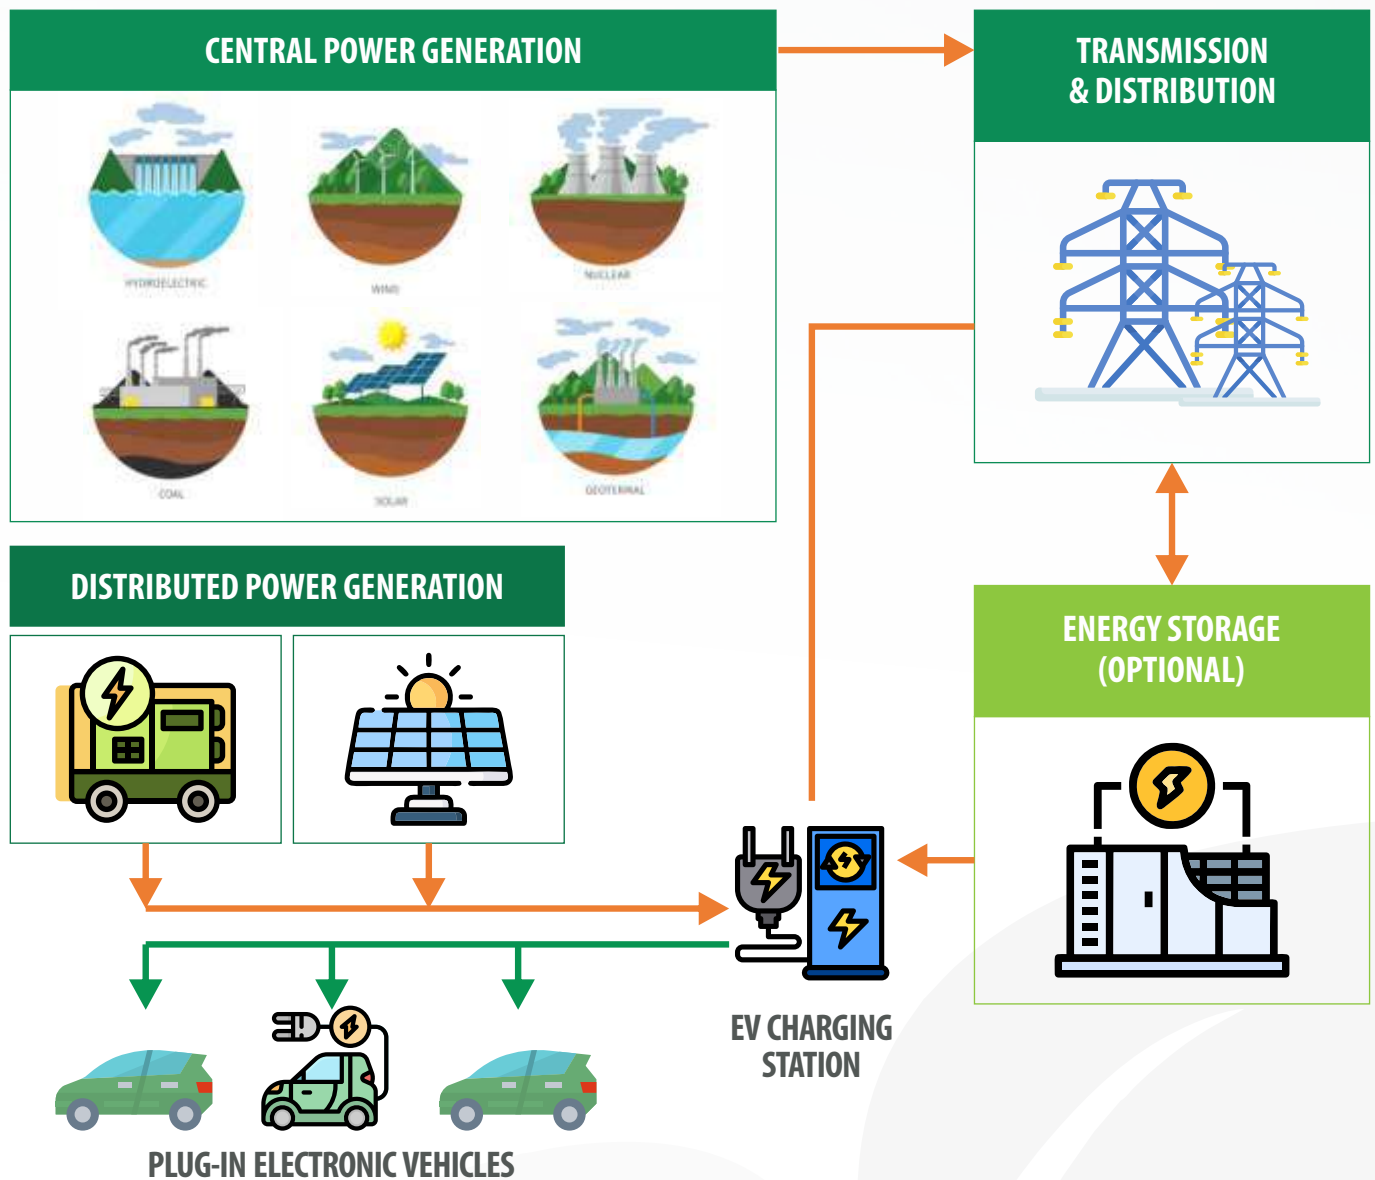 CENTRAL POWER GENERATION
HYDROELECTRIC
WIND
NUCLEAR
COAL
SOLAR
GEOTERMAL
TRANSMISSION
& DISTRIBUTION
DISTRIBUTED POWER GENERATION
ENERGY STORAGE
(OPTIONAL)
EV CHARGING
STATION
PLUG-IN ELECTRONIC VEHICLES